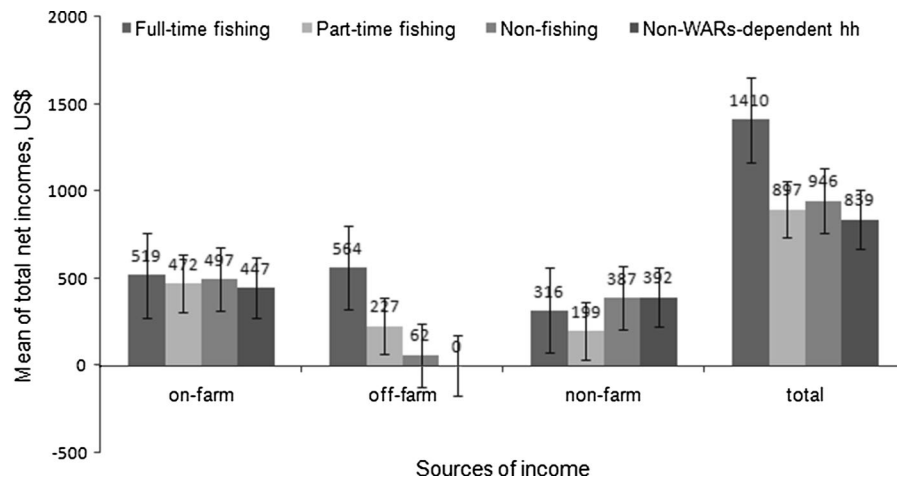 2000
Full-time fishing Part-time fishing Non-fishing Non-WARs-dependent hh
1500
1000
500
0
-500
Mean of total net incomes, US$
519 472 497 447
564 227 62 0
316 199 387 392
1410 897 946 839
on-farm off-farm non-farm total
Sources of income